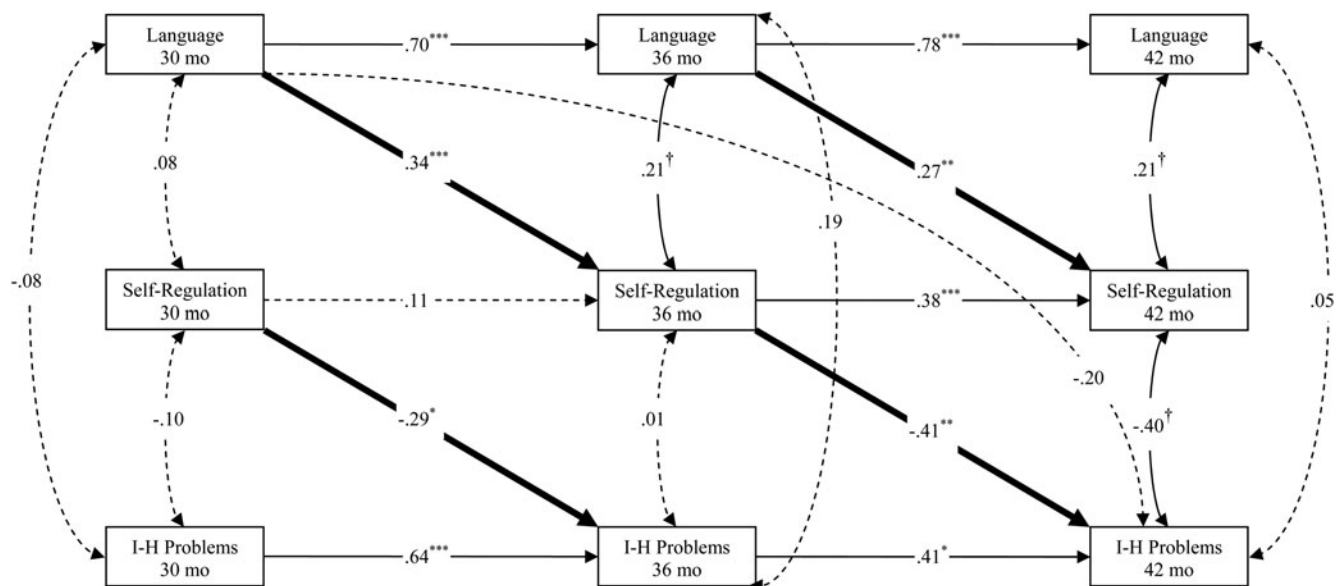 Language
30 mo
.70***
Language
36 mo
.78***
Language
42 mo
.08
.34***
.21†
.27**
.21†
.19
-.08
Self-Regulation
30 mo
.11
Self-Regulation
36 mo
.38***
Self-Regulation
42 mo
.05
-.20
-.10
-.29*
.01
-.41**
-.40†
I-H Problems
30 mo
.64***
I-H Problems
36 mo
.41*
I-H Problems
42 mo